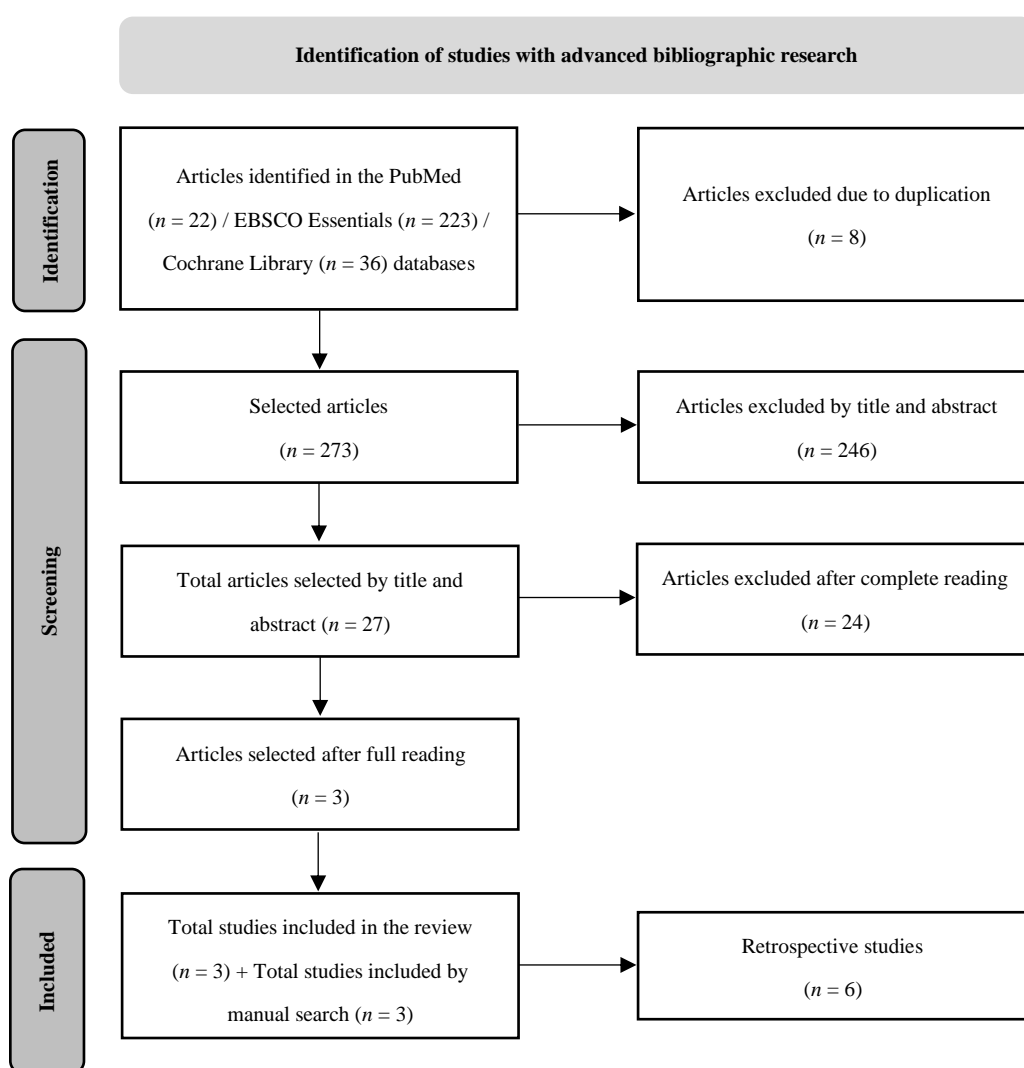 Identification of studies with advanced bibliographic research
Identification
Articles identified in the PubMed
(n = 22) / EBSCO Essentials (n = 223) /
Cochrane Library (n = 36) databases
Articles excluded due to duplication
(n = 8)
Screening
Selected articles
(n = 273)
Articles excluded by title and abstract
(n = 246)
Total articles selected by title and
abstract (n = 27)
Articles excluded after complete reading
(n = 24)
Articles selected after full reading
(n = 3)
Included
Total studies included in the review
(n = 3) + Total studies included by
manual search (n = 3)
Retrospective studies
(n = 6)